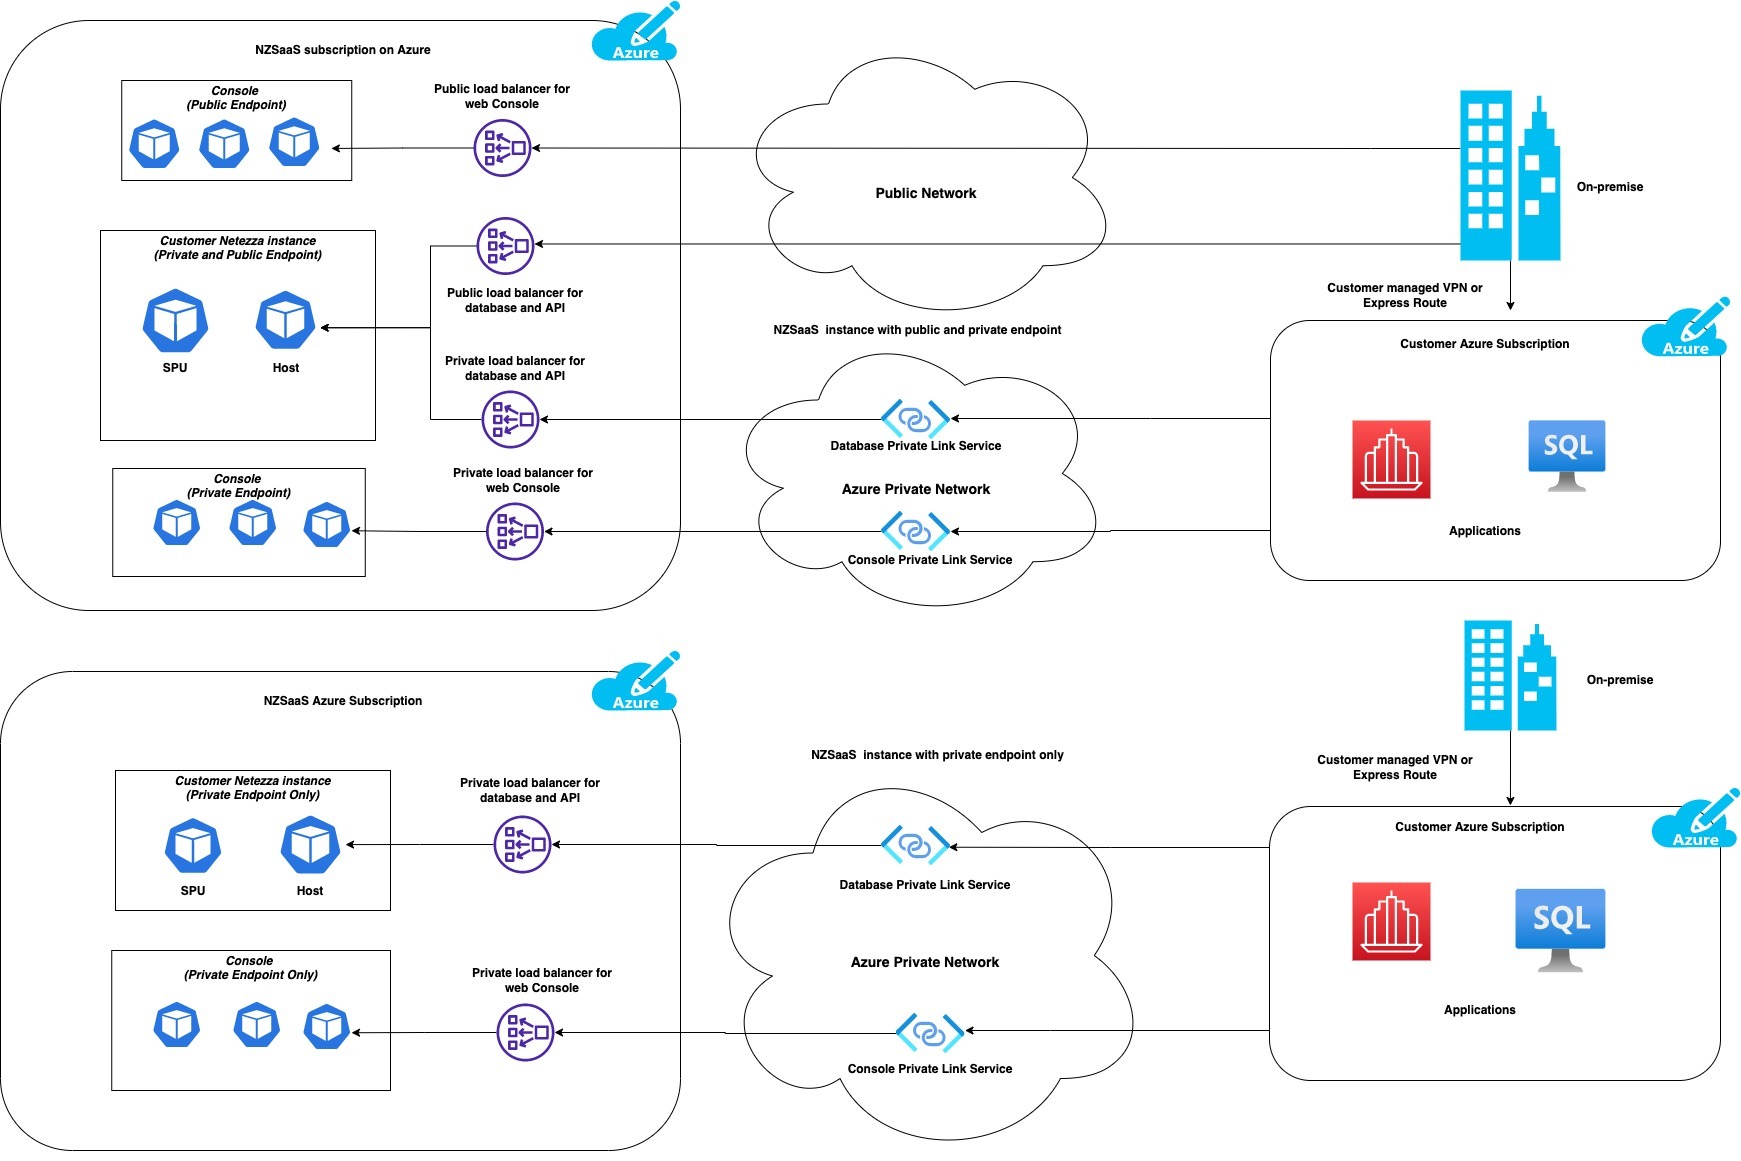 Azure
NZSaaS subscription on Azure
Console
(Public Endpoint)
Public load balancer for
web Console
Public Network
On-premise
Customer Netezza instance
(Private and Public Endpoint)
SPU
Host
Public load balancer for
database and API
Customer managed VPN or
Express Route
NZSaaS  instance with public and private endpoint
Private load balancer for
database and API
Azure
Customer Azure Subscription
SQL
Applications
Database Private Link Service
Azure Private Network
Console Private Link Service
Private load balancer for
web Console
Console
(Private Endpoint)
Azure
NZSaaS Azure Subscription
On-premise
NZSaaS  instance with private endpoint only
Customer managed VPN or
Express Route
Customer Netezza instance
(Private Endpoint Only)
SPU
Host
Private load balancer for
database and API
Database Private Link Service
Azure
Customer Azure Subscription
SQL
Applications
Azure Private Network
Console
(Private Endpoint Only)
Private load balancer for
web Console
Console Private Link Service